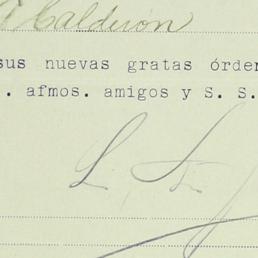 Calderón
sus nuevas gratas órden
. afmos. amigos y S. S.